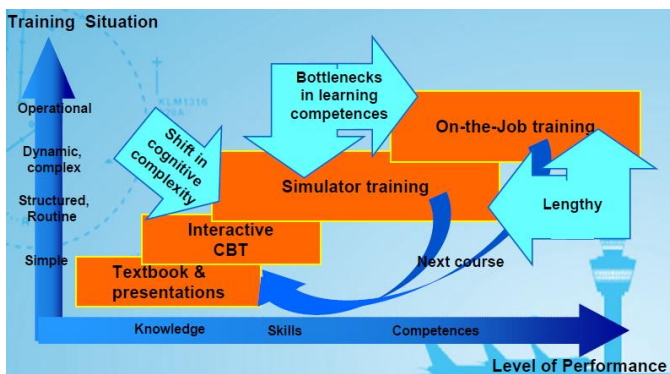 Training Situation
KLM1316
Operational
Dynamic,
complex
Structured,
Routine
Simple
Shift in
cognitive
complexity
Bottlenecks
in learning
competences
On-the-Job training
Simulator training
Lengthy
Interactive
CBT
Textbook &
presentations
Next course
Knowledge
Skills
Competences
Level of Performance